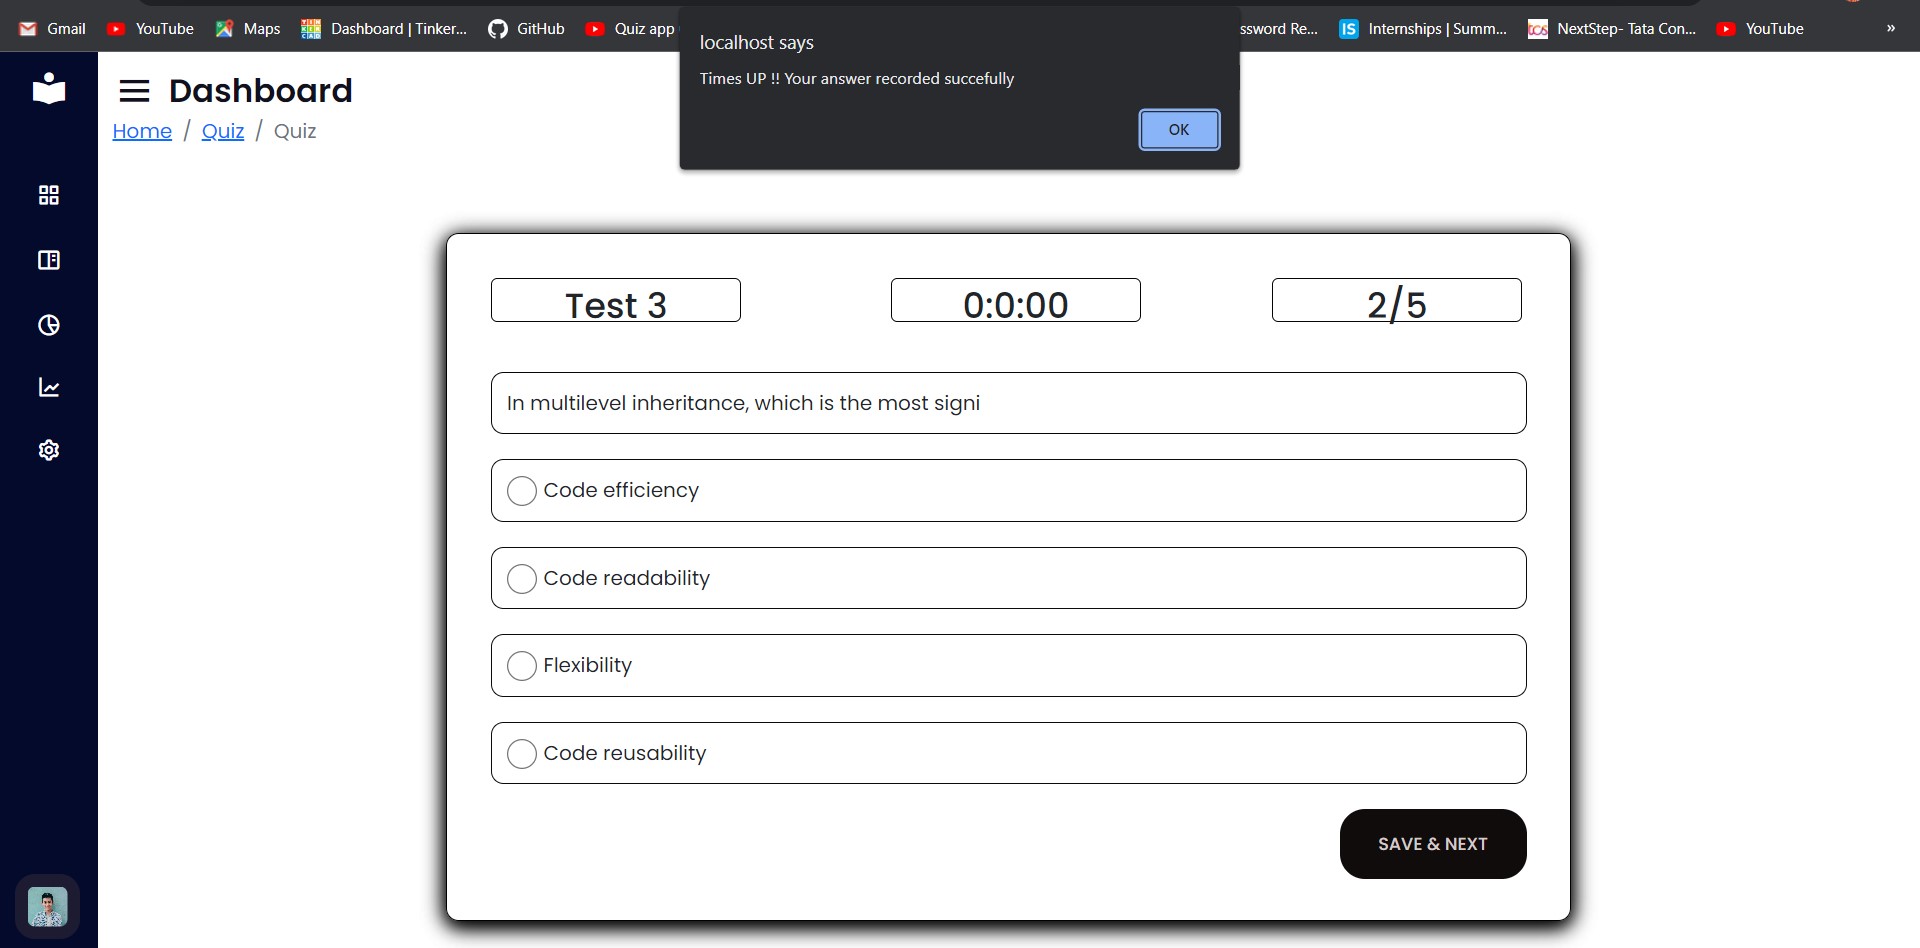 Gmail YouTube Maps Dashboard | Tinker... GitHub Quiz app ssword Re... IS Internships | Summ... tcs NextStep- Tata Con... YouTube »
localhost says
Times UP !! Your answer recorded succefully
OK
Dashboard
Home / Quiz / Quiz
Test 3 0:0:00 2/5
In multilevel inheritance, which is the most signi
Code efficiency
Code readability
Flexibility
Code reusability
SAVE & NEXT